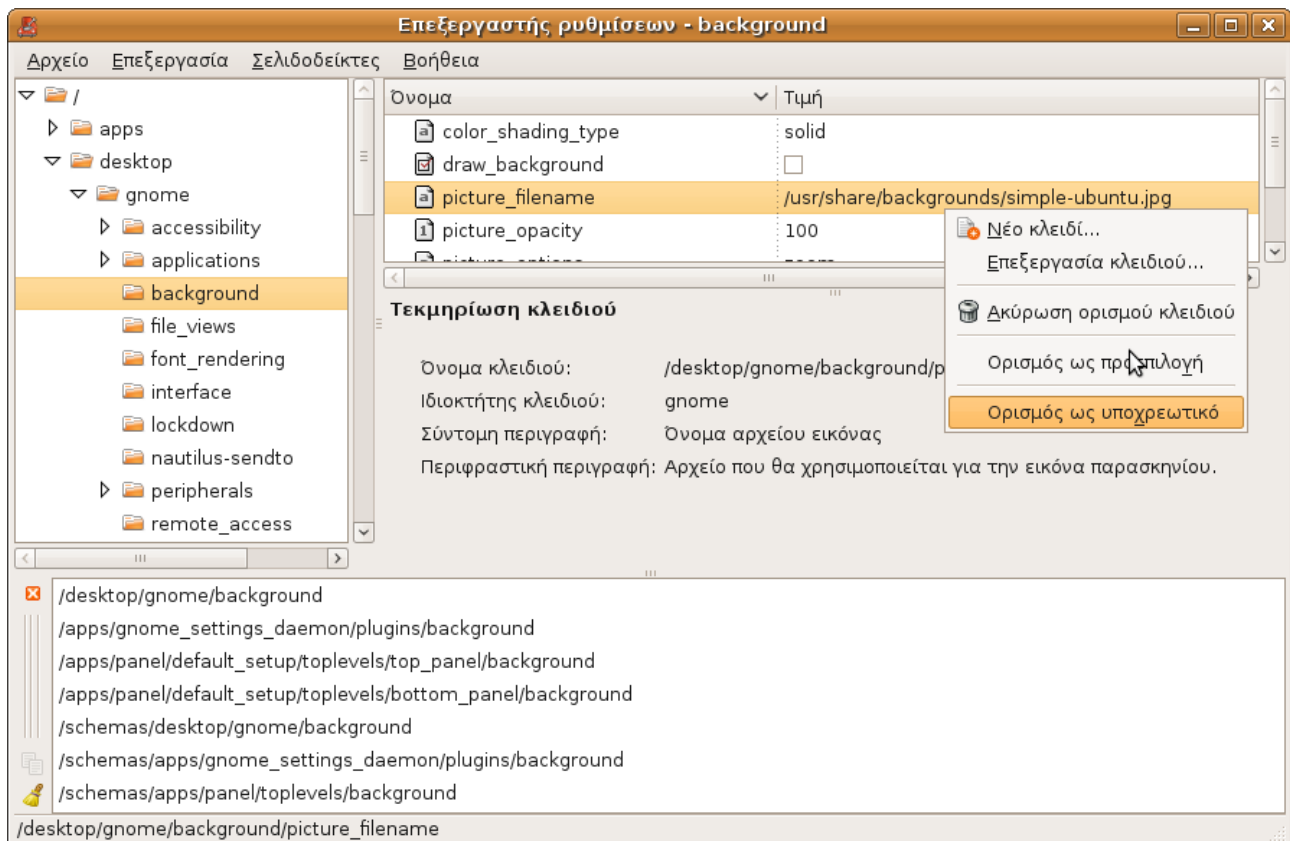 Επεξεργαστής ρυθμίσεων - background
Αρχείο Επεξεργασία Σελιδοδείκτες Βοήθεια
/
apps
desktop
gnome
accessibility
applications
background
file_views
font_rendering
interface
lockdown
nautilus-sendto
peripherals
remote_access
Όνομα Τιμή
color_shading_type solid
draw_background
picture_filename /usr/share/backgrounds/simple-ubuntu.jpg
picture_opacity 100
Νέο κλειδί...
Επεξεργασία κλειδιού...
Ακύρωση ορισμού κλειδιού
Ορισμός ως
Ορισμός ως υποχρεωτικό
Τεκμηρίωση κλειδιού
Όνομα κλειδιού: /desktop/gnome/background/p
Ιδιοκτήτης κλειδιού: gnome
Σύντομη περιγραφή: Όνομα αρχείου εικόνας
Περιφραστική περιγραφή: Αρχείο που θα χρησιμοποιείται για την εικόνα παρασκηνίου.
/desktop/gnome/background
/apps/gnome_settings_daemon/plugins/background
/apps/panel/default_setup/toplevels/top_panel/background
/apps/panel/default_setup/toplevels/bottom_panel/background
/schemas/desktop/gnome/background
/schemas/apps/gnome_settings_daemon/plugins/background
/schemas/apps/panel/toplevels/background
/desktop/gnome/background/picture_filename